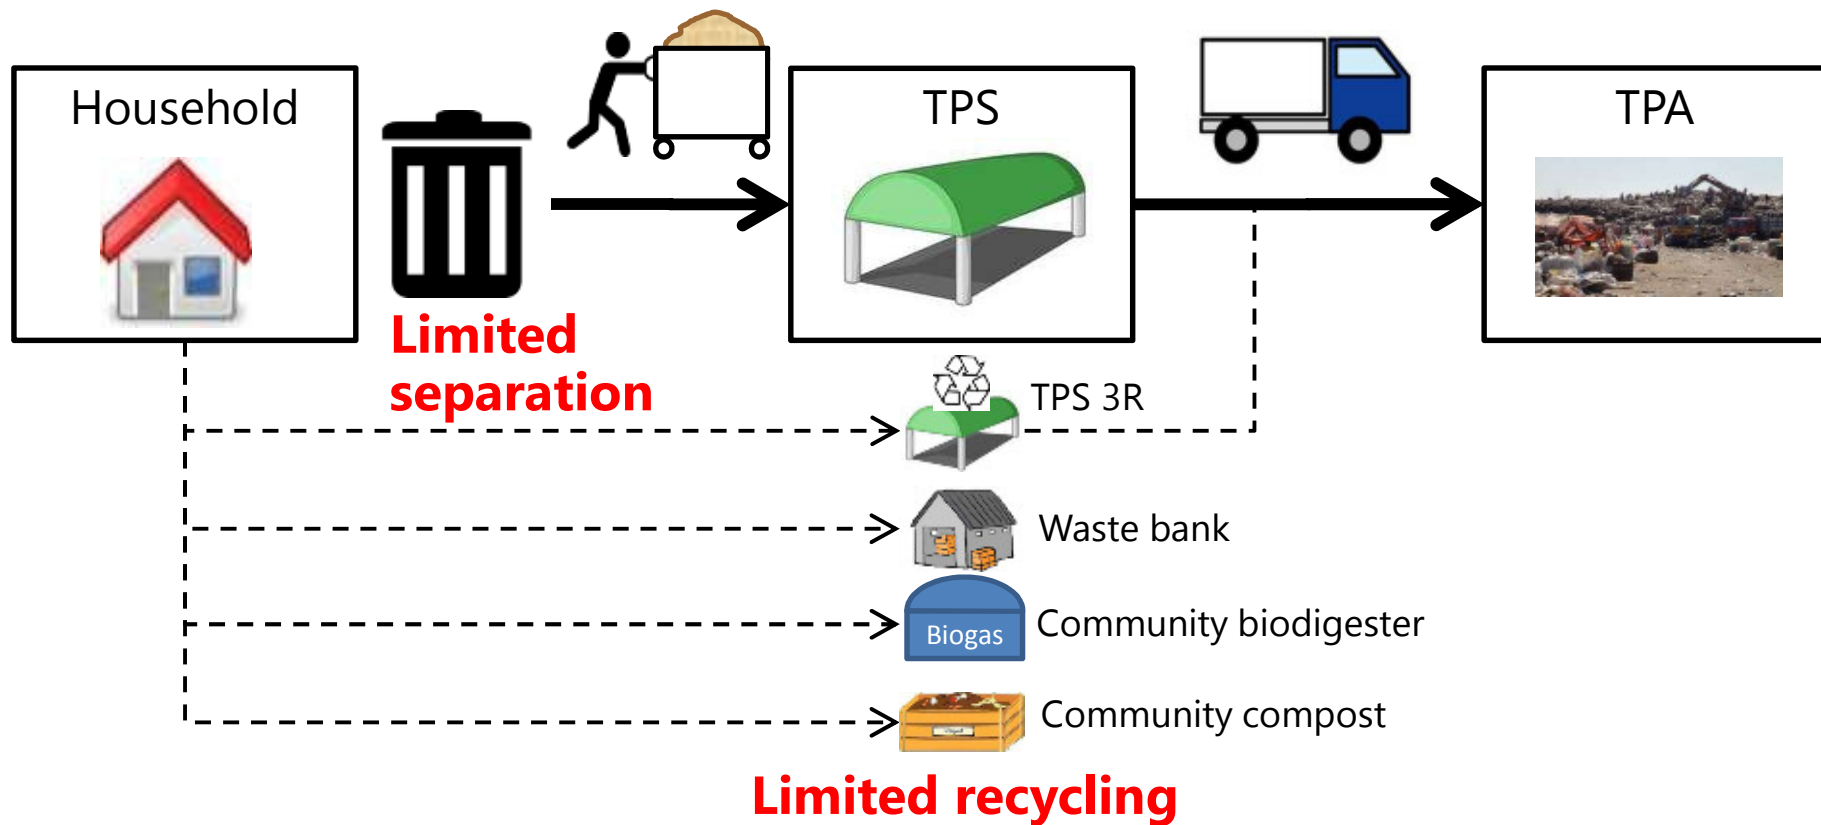 Household
TPS
TPA
Limited
separation
TPS 3R
Waste bank
Biogas
Community biodigester
Community compost
Limited recycling